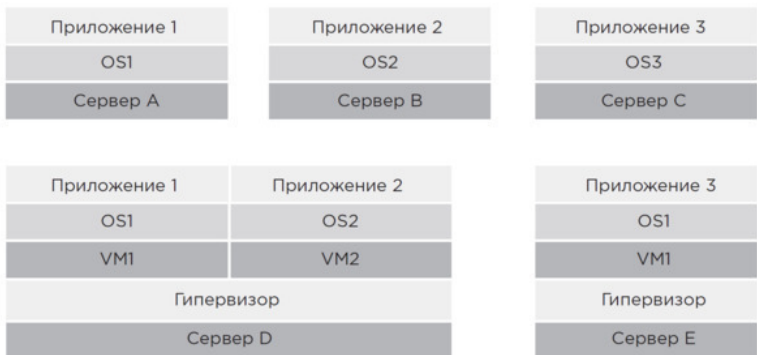 Приложение 1 Приложение 2 Приложение 3
OS1 OS2 OS3
Сервер A Сервер B Сервер C
Приложение 1 Приложение 2 Приложение 3
OS1 OS2 OS1
VM1 VM2 VM1
Гипервизор Гипервизор
Сервер D Сервер E